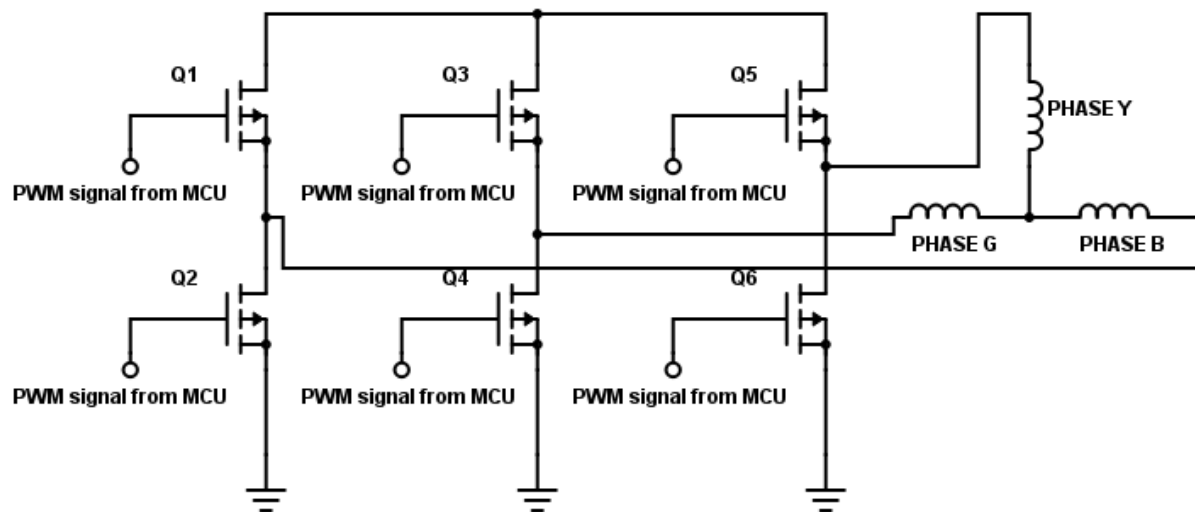 Q1
Q3
Q5
PHASE Y
PWM signal from MCU
PWM signal from MCU
PWM signal from MCU
PHASE G
PHASE B
Q2
Q4
Q6
PWM signal from MCU
PWM signal from MCU
PWM signal from MCU